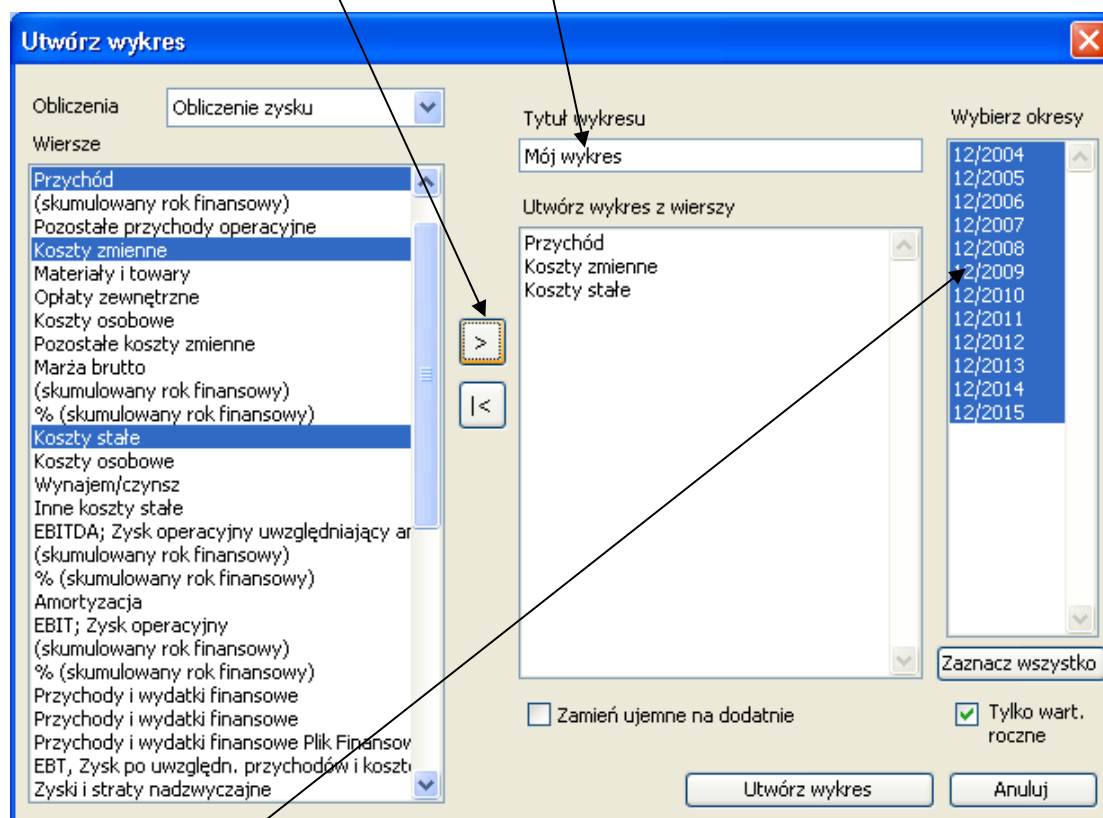 Utwórz wykres
Obliczenia
Obliczenie zysku
Wiersze
Przychód
(skumulowany rok finansowy)
Pozostałe przychody operacyjne
Koszty zmienne
Materiały i towary
Opłaty zewnętrzne
Koszty osobowe
Pozostałe koszty zmienne
Marża brutto
(skumulowany rok finansowy)
% (skumulowany rok finansowy)
Koszty stałe
Koszty osobowe
Wynajem/czynsz
Inne koszty stałe
EBITDA; Zysk operacyjny uwzględniający ar
(skumulowany rok finansowy)
% (skumulowany rok finansowy)
Amortyzacja
EBIT; Zysk operacyjny
(skumulowany rok finansowy)
% (skumulowany rok finansowy)
Przychody i wydatki finansowe
Przychody i wydatki finansowe
Przychody i wydatki finansowe Plik Finansow
EBT, Zysk po uwzględn. przychodów i koszt
Zyski i straty nadzwyczajne
>
|<
Tytuł wykresu
Mój wykres
Utwórz wykres z wierszy
Przychód
Koszty zmienne
Koszty stałe
Zamień ujemne na dodatnie
Wybierz okresy
12/2004
12/2005
12/2006
12/2007
12/2008
12/2009
12/2010
12/2011
12/2012
12/2013
12/2014
12/2015
Zaznacz wszystko
Tylko wart.
roczne
Utwórz wykres
Anuluj